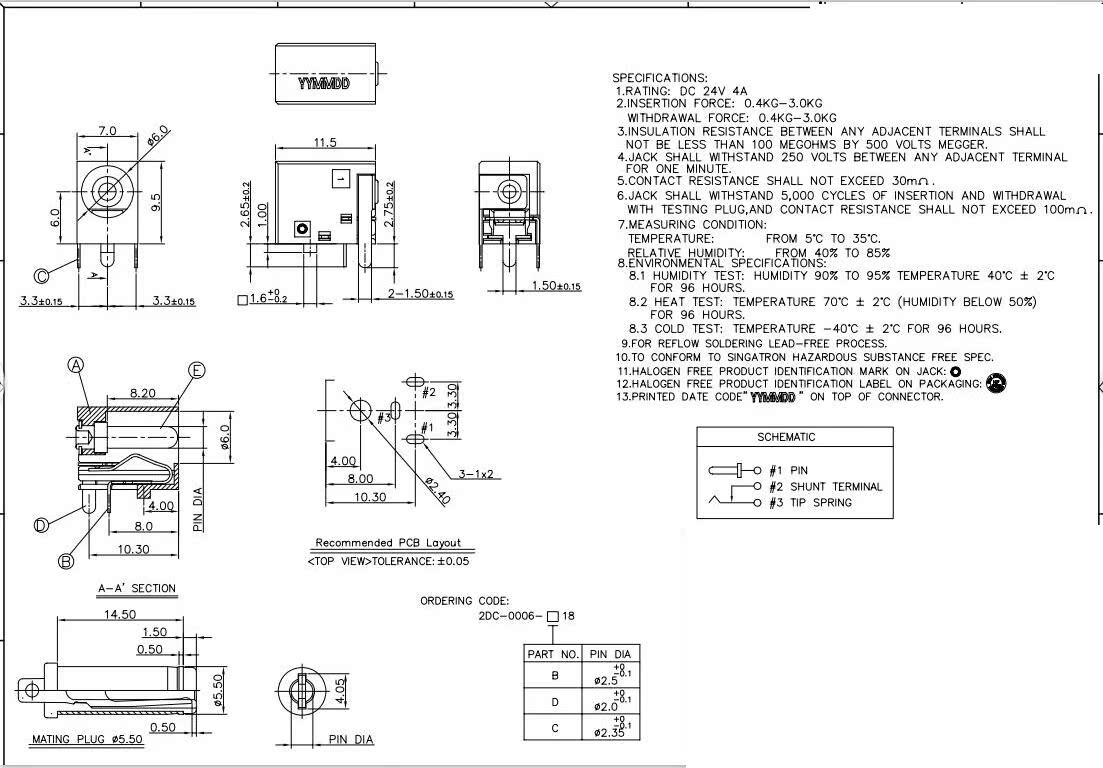 YYMMDD
7.0
ø6.0
A'
6.0
9.5
C
A
3.3±0.15
3.3±0.15
11.5
1
2.65±0.2
1.00
2.75±0.2
□1.6+0 -0.2
2-1.50±0.15
1.50±0.15
SPECIFICATIONS:
1.RATING: DC 24V 4A
2.INSERTION FORCE: 0.4KG-3.0KG
WITHDRAWAL FORCE: 0.4KG-3.0KG
3.INSULATION RESISTANCE BETWEEN ANY ADJACENT TERMINALS SHALL
NOT BE LESS THAN 100 MEGOHMS BY 500 VOLTS MEGGER.
4.JACK SHALL WITHSTAND 250 VOLTS BETWEEN ANY ADJACENT TERMINAL
FOR ONE MINUTE.
5.CONTACT RESISTANCE SHALL NOT EXCEED 30mΩ.
6.JACK SHALL WITHSTAND 5,000 CYCLES OF INSERTION AND WITHDRAWAL
WITH TESTING PLUG,AND CONTACT RESISTANCE SHALL NOT EXCEED 100mΩ.
7.MEASURING CONDITION:
TEMPERATURE: FROM 5℃ TO 35℃.
RELATIVE HUMIDITY: FROM 40% TO 85%
8.ENVIRONMENTAL SPECIFICATIONS:
8.1 HUMIDITY TEST: HUMIDITY 90% TO 95% TEMPERATURE 40℃ ± 2℃
FOR 96 HOURS.
8.2 HEAT TEST: TEMPERATURE 70℃ ± 2℃ (HUMIDITY BELOW 50%)
FOR 96 HOURS.
8.3 COLD TEST: TEMPERATURE -40℃ ± 2℃ FOR 96 HOURS.
9.FOR REFLOW SOLDERING LEAD-FREE PROCESS.
10.TO CONFORM TO SINGATRON HAZARDOUS SUBSTANCE FREE SPEC.
11.HALOGEN FREE PRODUCT IDENTIFICATION MARK ON JACK:
12.HALOGEN FREE PRODUCT IDENTIFICATION LABEL ON PACKAGING:
13.PRINTED DATE CODE"YYMMDD" ON TOP OF CONNECTOR.
SCHEMATIC
#1 PIN
#2 SHUNT TERMINAL
#3 TIP SPRING
A
E
8.20
ø6.0
PIN DIA
4.00
8.0
10.30
D
B
A-A' SECTION
#2
#3
#1
3.30
3.30
4.00
8.00
10.30
ø2.40
3-1x2
Recommended PCB Layout
<TOP VIEW>TOLERANCE:±0.05
14.50
1.50
0.50
ø5.50
0.50
MATING PLUG ø5.50
4.05
PIN DIA
ORDERING CODE:
2DC-0006-□18
PART NO. PIN DIA
B ø2.5+0 -0.1
D ø2.0+0 -0.1
C ø2.35+0 -0.1